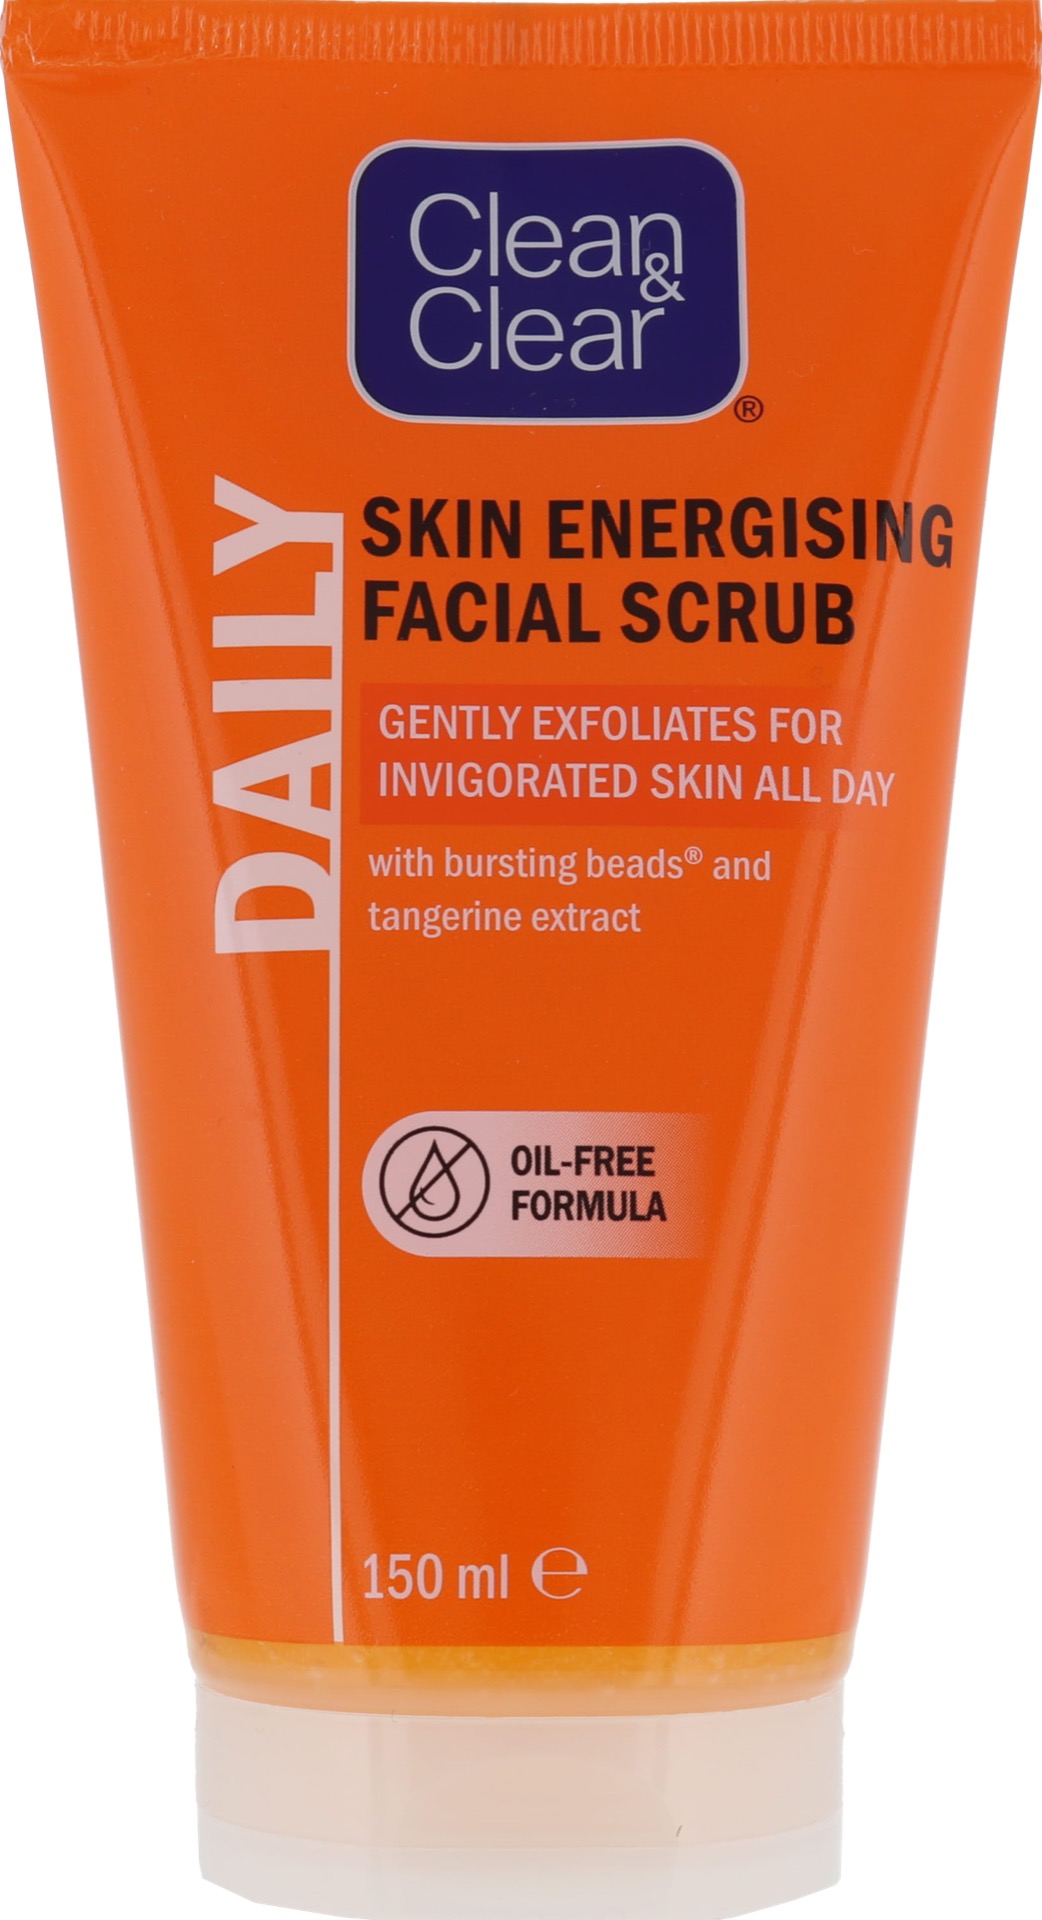 Clean
&
Clear
®
DAILY
SKIN ENERGISING
FACIAL SCRUB
GENTLY EXFOLIATES FOR
INVIGORATED SKIN ALL DAY
with bursting beads® and
tangerine extract
OIL-FREE
FORMULA
150 ml ℮